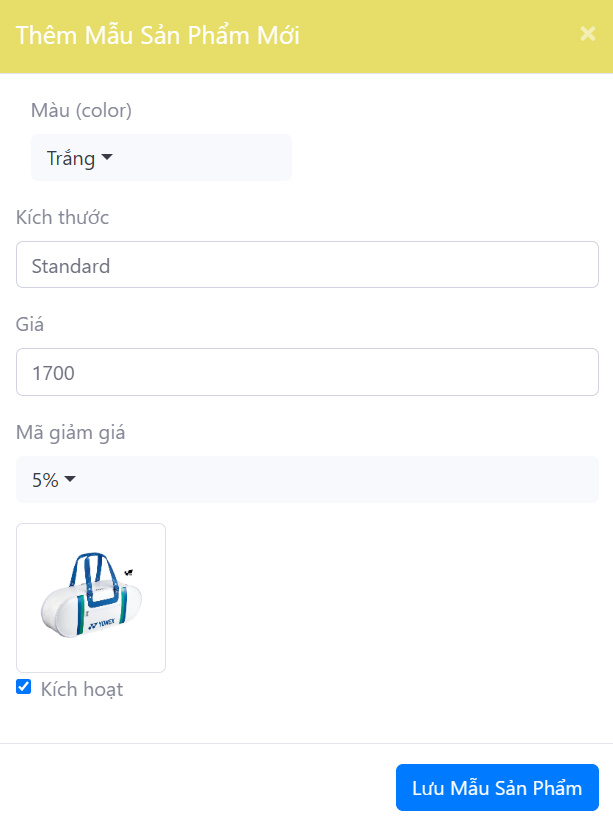 Thêm Mẫu Sản Phẩm Mới
×
Màu (color)
Trắng
Kích thước
Standard
Giá
1700
Mã giảm giá
5%
YONEX
Kích hoạt
Lưu Mẫu Sản Phẩm